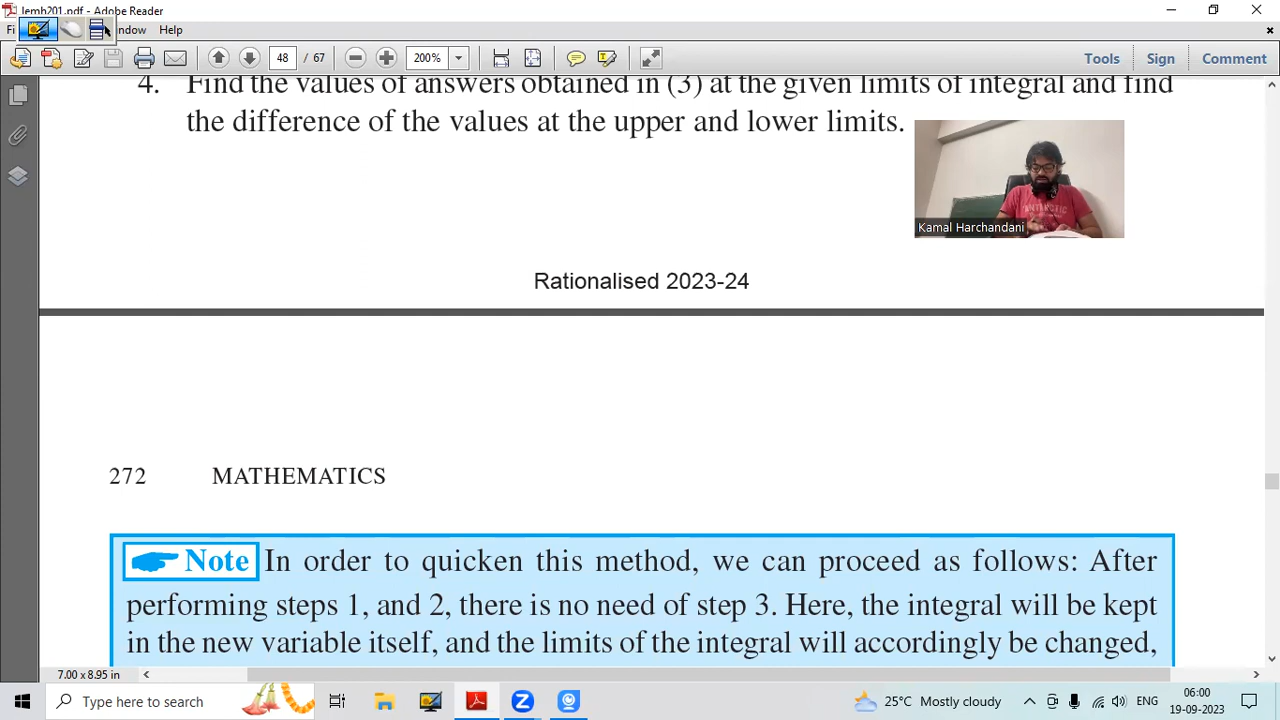 lemh201.pdf - Adobe Reader
Fi
ndow Help
48 / 67
200%
Tools Sign Comment
4. Find the values of answers obtained in (3) at the given limits of integral and find
the difference of the values at the upper and lower limits.
Kamal Harchandani
Rationalised 2023-24
272 MATHEMATICS
Note In order to quicken this method, we can proceed as follows: After
performing steps 1, and 2, there is no need of step 3. Here, the integral will be kept
in the new variable itself, and the limits of the integral will accordingly be changed,
7.00 x 8.95 in
Type here to search
25°C Mostly cloudy
ENG
06:00
19-09-2023